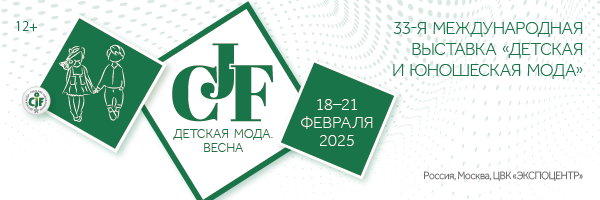 12+
CJF
CJF
ДЕТСКАЯ МОДА.
ВЕСНА
18–21
ФЕВРАЛЯ
2025
33-Я МЕЖДУНАРОДНАЯ
ВЫСТАВКА «ДЕТСКАЯ
И ЮНОШЕСКАЯ МОДА»
Россия, Москва, ЦВК «ЭКСПОЦЕНТР»